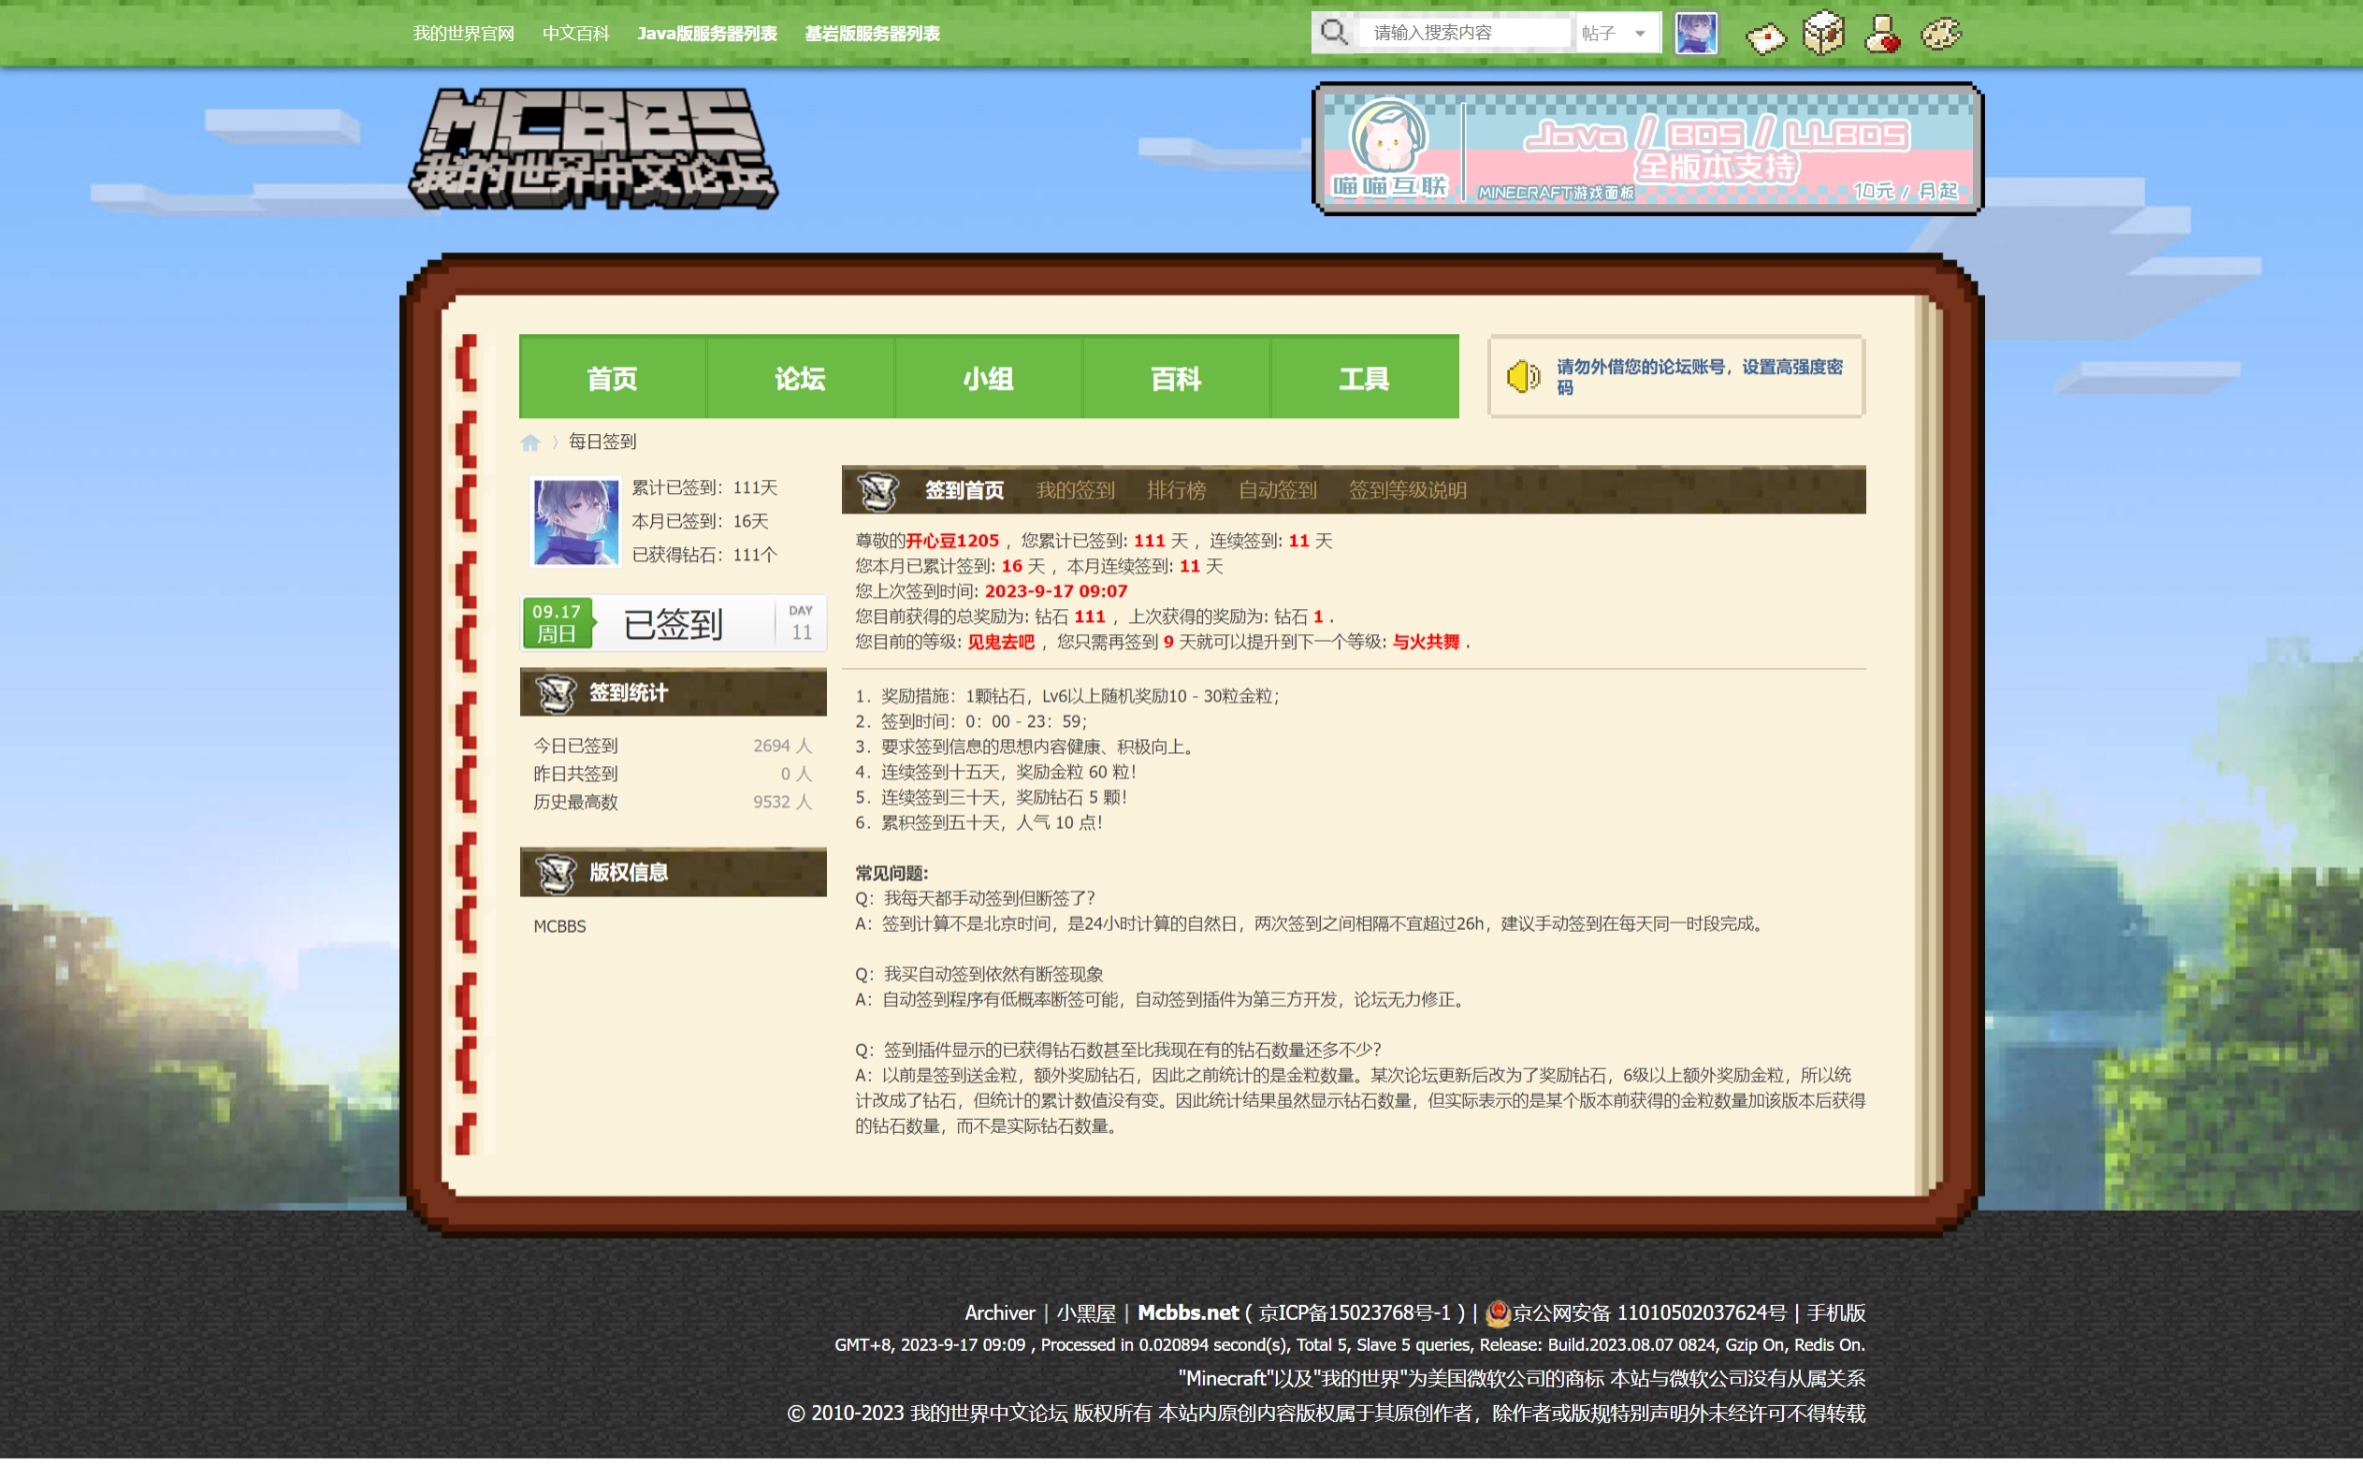 我的世界官网 中文百科 Java版服务器列表 基岩版服务器列表
请输入搜索内容 帖子
MCBBS
我的世界中文论坛
喵喵互联
Java / BDS / LLBDS
全版本支持
MINECRAFT游戏面板
10元 / 月起
首页 论坛 小组 百科 工具
请勿外借您的论坛账号，设置高强度密
码
每日签到
累计已签到：111天
本月已签到：16天
已获得钻石：111个
09.17
周日
已签到
DAY
11
签到统计
今日已签到 2694 人
昨日共签到 0 人
历史最高数 9532 人
版权信息
MCBBS
签到首页 我的签到 排行榜 自动签到 签到等级说明
尊敬的开心豆1205 ，您累计已签到: 111 天 ，连续签到: 11 天
您本月已累计签到: 16 天 ，本月连续签到: 11 天
您上次签到时间: 2023-9-17 09:07
您目前获得的总奖励为: 钻石 111 ，上次获得的奖励为: 钻石 1 .
您目前的等级: 见鬼去吧 ，您只需再签到 9 天就可以提升到下一个等级: 与火共舞 .
1．奖励措施：1颗钻石，Lv6以上随机奖励10 - 30粒金粒；
2．签到时间：0：00 - 23：59；
3．要求签到信息的思想内容健康、积极向上。
4．连续签到十五天，奖励金粒 60 粒！
5．连续签到三十天，奖励钻石 5 颗！
6．累积签到五十天，人气 10 点！
常见问题:
Q：我每天都手动签到但断签了？
A：签到计算不是北京时间，是24小时计算的自然日，两次签到之间相隔不宜超过26h，建议手动签到在每天同一时段完成。
Q：我买自动签到依然有断签现象
A：自动签到程序有低概率断签可能，自动签到插件为第三方开发，论坛无力修正。
Q：签到插件显示的已获得钻石数甚至比我现在有的钻石数量还多不少？
A：以前是签到送金粒，额外奖励钻石，因此之前统计的是金粒数量。某次论坛更新后改为了奖励钻石，6级以上额外奖励金粒，所以统
计改成了钻石，但统计的累计数值没有变。因此统计结果虽然显示钻石数量，但实际表示的是某个版本前获得的金粒数量加该版本后获得
的钻石数量，而不是实际钻石数量。
Archiver | 小黑屋 | Mcbbs.net ( 京ICP备15023768号-1 ) | 京公网安备 11010502037624号 | 手机版
GMT+8, 2023-9-17 09:09 , Processed in 0.020894 second(s), Total 5, Slave 5 queries, Release: Build.2023.08.07 0824, Gzip On, Redis On.
"Minecraft"以及"我的世界"为美国微软公司的商标 本站与微软公司没有从属关系
© 2010-2023 我的世界中文论坛 版权所有 本站内原创内容版权属于其原创作者，除作者或版规特别声明外未经许可不得转载